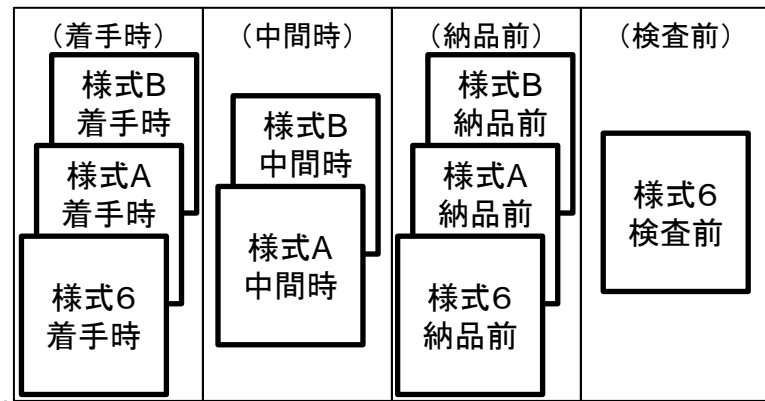 （着手時）
様式B
着手時
様式A
着手時
様式6
着手時
（中間時）
様式B
中間時
様式A
中間時
（納品前）
様式B
納品前
様式A
納品前
様式6
納品前
（検査前）
様式6
検査前